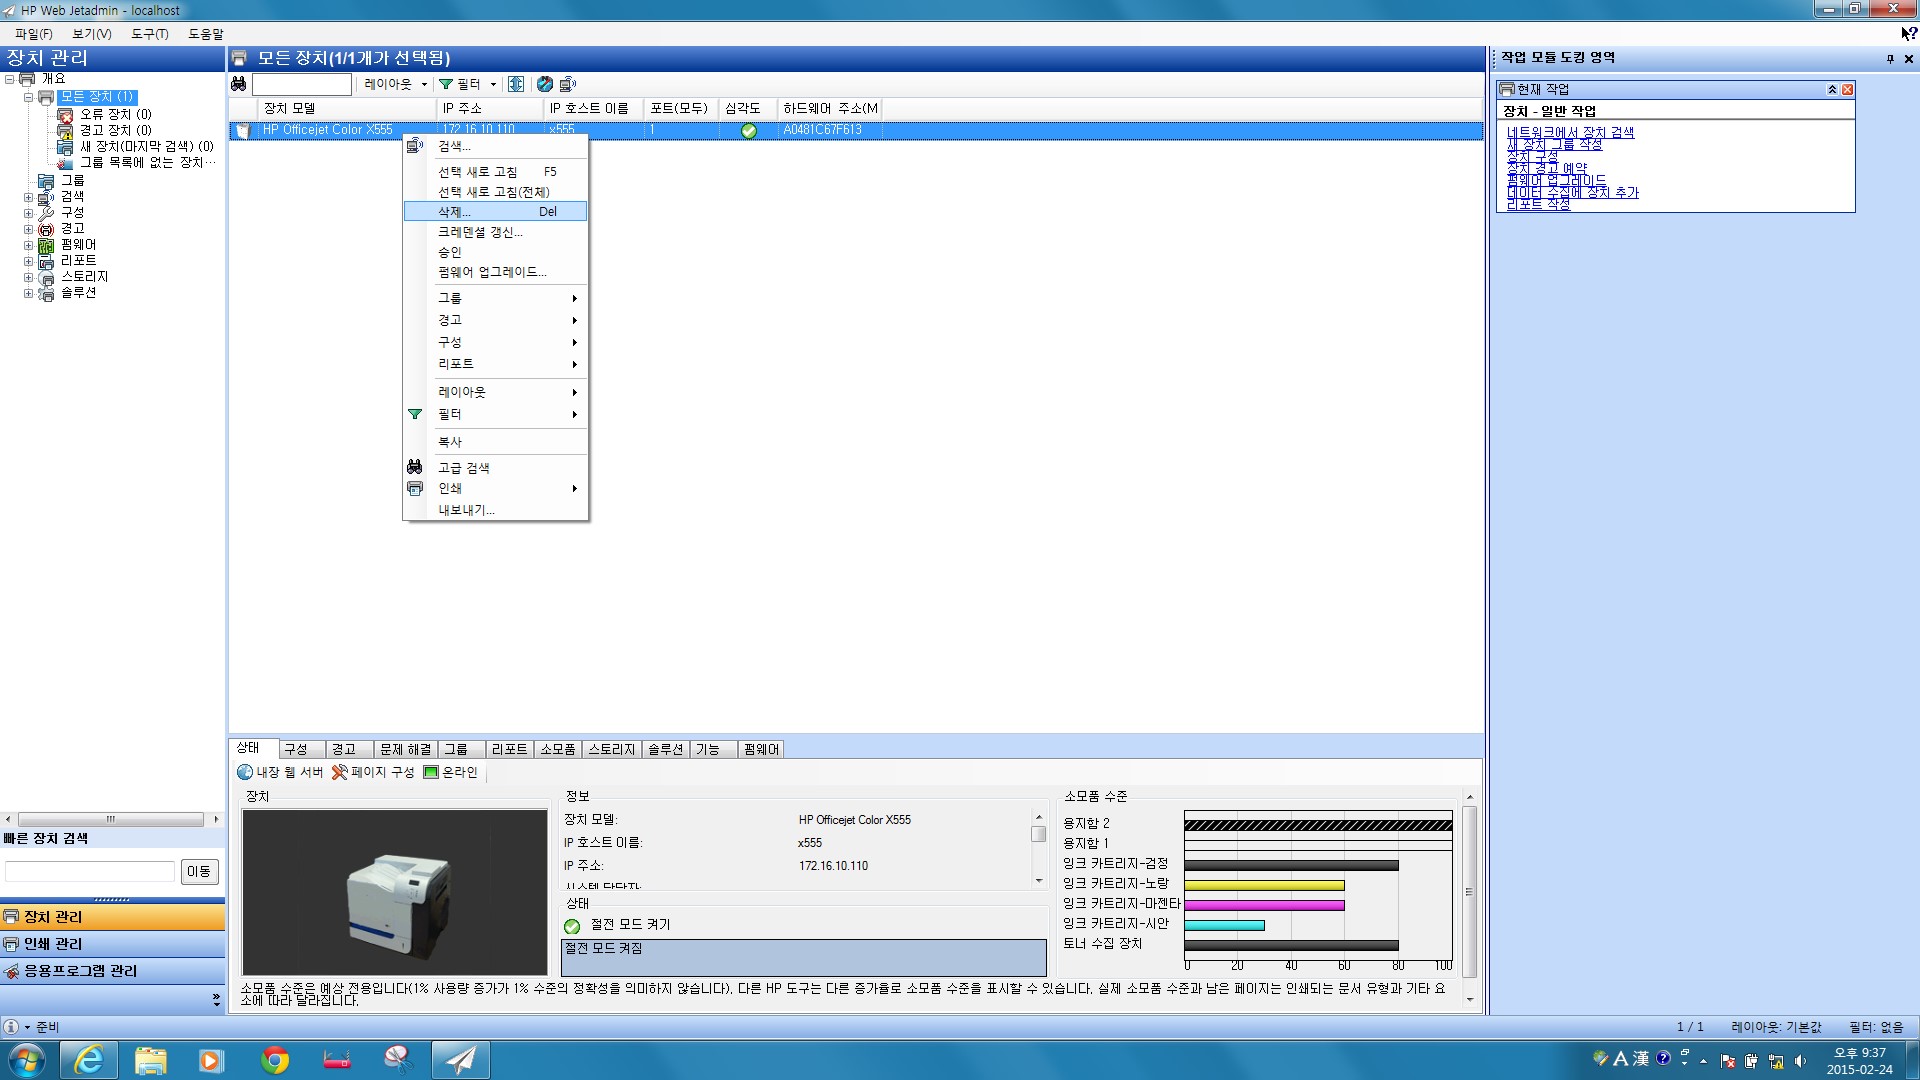 HP Web Jetadmin - localhost
파일(F) 보기(V) 도구(T) 도움말
장치 관리
개요
모든 장치 (1)
오류 장치 (0)
경고 장치 (0)
새 장치(마지막 검색) (0)
그룹 목록에 없는 장치…
그룹
검색
구성
경고
펌웨어
리포트
스토리지
솔루션
빠른 장치 검색
이동
장치 관리
인쇄 관리
응용프로그램 관리
모든 장치(1/1개가 선택됨)
레이아웃 필터
장치 모델 IP 주소 IP 호스트 이름 포트(모두) 심각도 하드웨어 주소(M
HP Officejet Color X555 172.16.10.110 x555 1 A0481C67F613
검색...
선택 새로 고침 F5
선택 새로 고침(전체)
삭제... Del
크레덴셜 갱신...
승인
펌웨어 업그레이드...
그룹
경고
구성
리포트
레이아웃
필터
복사
고급 검색
인쇄
내보내기...
상태 구성 경고 문제 해결 그룹 리포트 소모품 스토리지 솔루션 기능 펌웨어
내장 웹 서버 페이지 구성 온라인
장치
정보
장치 모델: HP Officejet Color X555
IP 호스트 이름: x555
IP 주소: 172.16.10.110
시스템 담당자:
상태
절전 모드 켜기
절전 모드 켜짐
소모품 수준
용지함 2
용지함 1
잉크 카트리지-검정
잉크 카트리지-노랑
잉크 카트리지-마젠타
잉크 카트리지-시안
토너 수집 장치
0 20 40 60 80 100
소모품 수준은 예상 전용입니다(1% 사용량 증가가 1% 수준의 정확성을 의미하지 않습니다). 다른 HP 도구는 다른 증가율로 소모품 수준을 표시할 수 있습니다. 실제 소모품 수준과 남은 페이지는 인쇄되는 문서 유형과 기타 요
소에 따라 달라집니다.
작업 모듈 도킹 영역
현재 작업
장치 - 일반 작업
네트워크에서 장치 검색
새 장치 그룹 작성
장치 구성
장치 경고 예약
펌웨어 업그레이드
데이터 수집에 장치 추가
리포트 작성
준비
1 / 1 레이아웃: 기본값 필터: 없음
A 漢
오후 9:37
2015-02-24